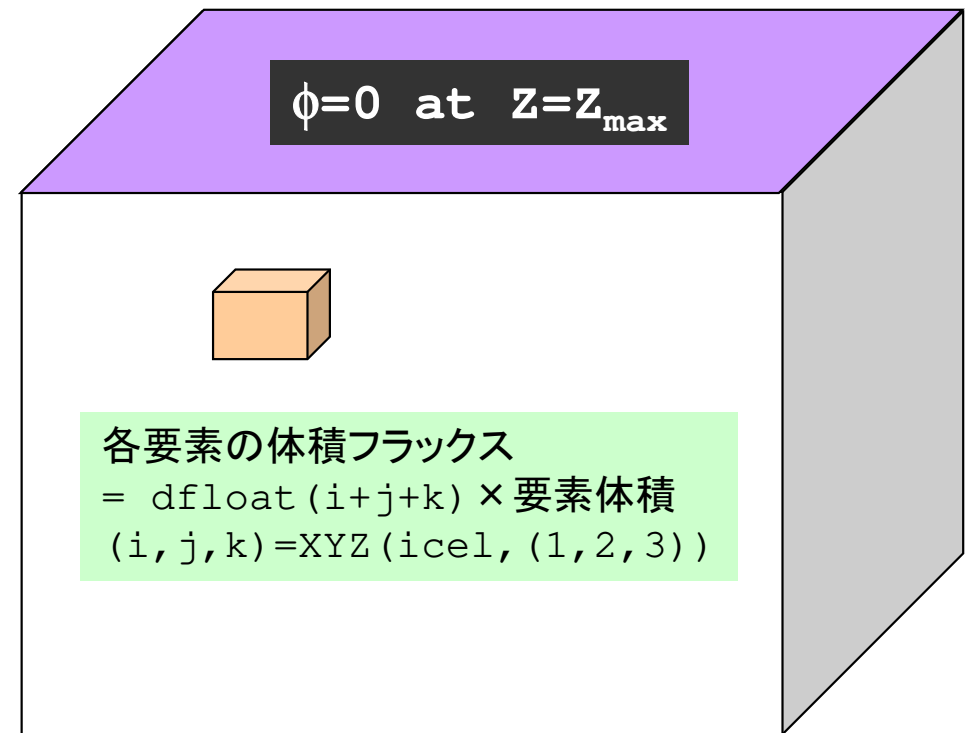 φ=0 at Z=Zmax
各要素の体積フラックス
= dfloat(i+j+k)×要素体積
(i,j,k)=XYZ(icel,(1,2,3))